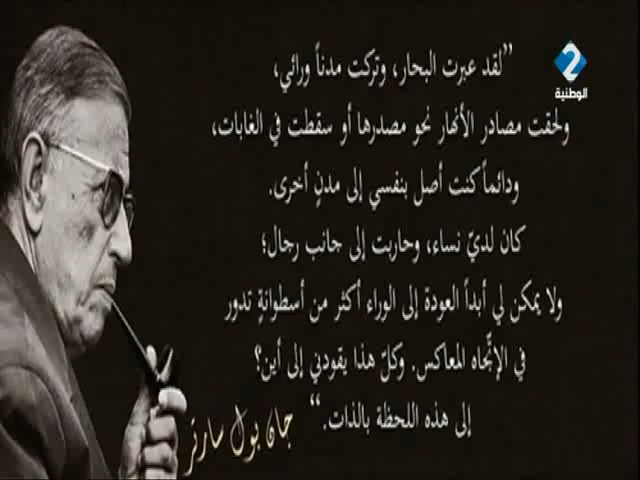 "لقد عبرت البحار، وتركت مدناً ورائي،
ولحقت مصادر الأنهار نحو مصدرها أو سقطت في الغابات،
ودائماً كنت أصل بنفسي إلى مدنٍ أخرى.
كان لديّ نساء، وحاربت إلى جانب رجال؛
ولا يمكن لي أبداً العودة إلى الوراء أكثر من أسطوانةٍ تدور
في الإتّجاه المعاكس. وكلّ هذا يقودني إلى أين؟
إلى هذه اللحظة بالذات."
جان بول سارتر
2
الوطنية